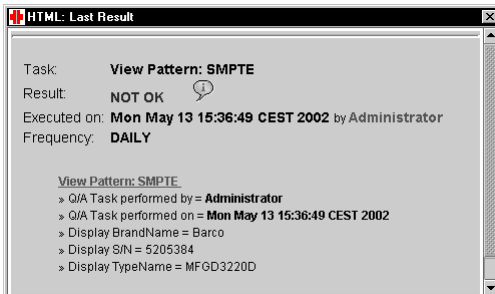 HTML: Last Result
Task: View Pattern: SMPTE
Result: NOT OK
Executed on: Mon May 13 15:36:49 CEST 2002 by Administrator
Frequency: DAILY
View Pattern: SMPTE
» Q/A Task performed by = Administrator
» Q/A Task performed on = Mon May 13 15:36:49 CEST 2002
» Display BrandName = Barco
» Display S/N = 5205384
» Display TypeName = MFGD3220D